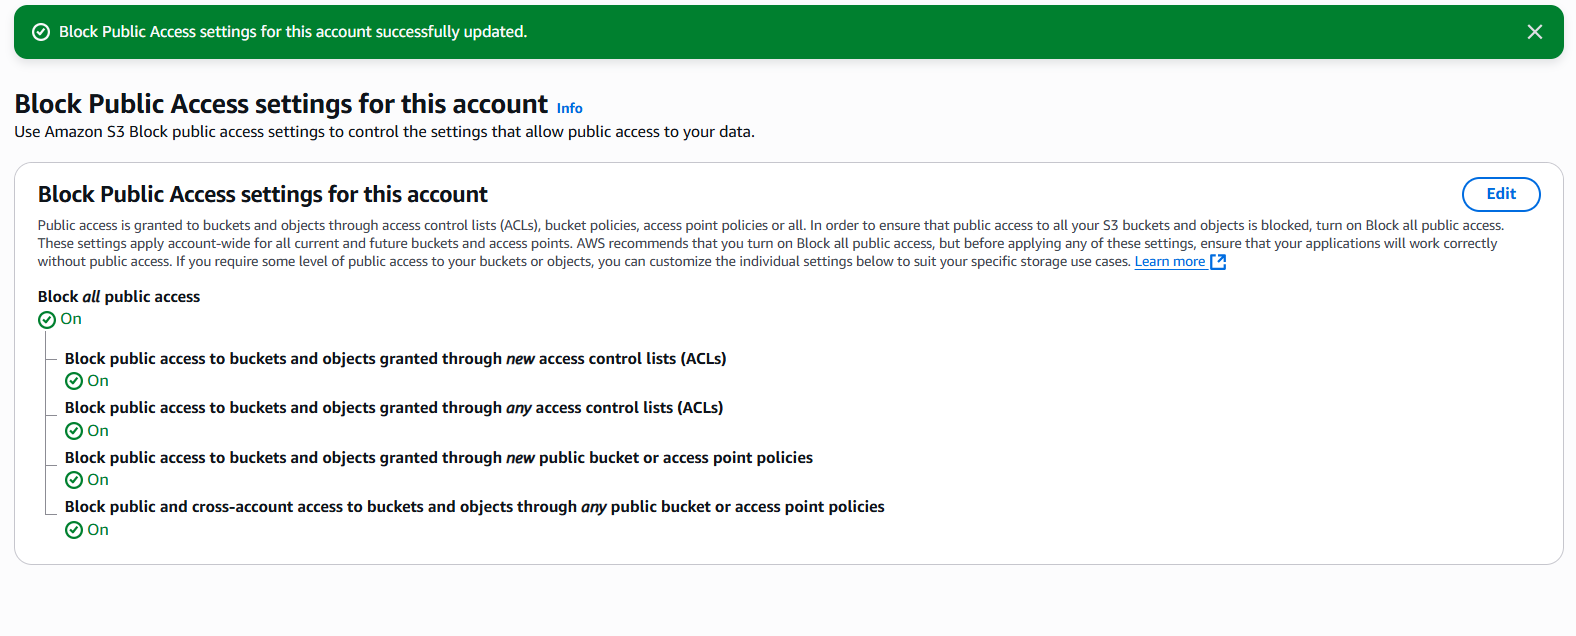 Block Public Access settings for this account successfully updated.
Block Public Access settings for this account Info
Use Amazon S3 Block public access settings to control the settings that allow public access to your data.
Block Public Access settings for this account
Edit
Public access is granted to buckets and objects through access control lists (ACLs), bucket policies, access point policies or all. In order to ensure that public access to all your S3 buckets and objects is blocked, turn on Block all public access.
These settings apply account-wide for all current and future buckets and access points. AWS recommends that you turn on Block all public access, but before applying any of these settings, ensure that your applications will work correctly
without public access. If you require some level of public access to your buckets or objects, you can customize the individual settings below to suit your specific storage use cases. Learn more
Block all public access
On
Block public access to buckets and objects granted through new access control lists (ACLs)
On
Block public access to buckets and objects granted through any access control lists (ACLs)
On
Block public access to buckets and objects granted through new public bucket or access point policies
On
Block public and cross-account access to buckets and objects through any public bucket or access point policies
On